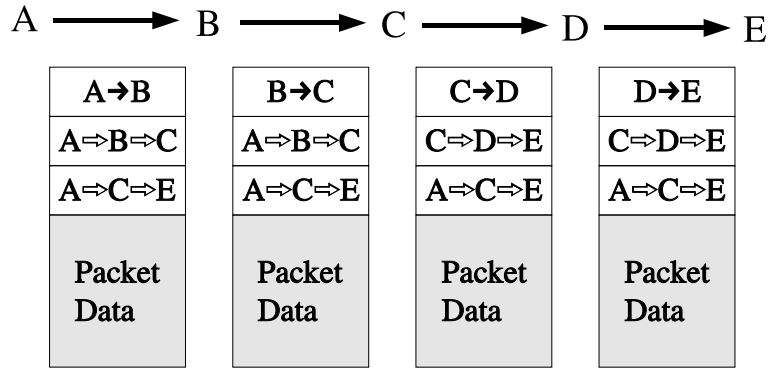 A → B → C → D → E
A→B
A⇨B⇨C
A⇨C⇨E
Packet
Data
B→C
A⇨B⇨C
A⇨C⇨E
Packet
Data
C→D
C⇨D⇨E
A⇨C⇨E
Packet
Data
D→E
C⇨D⇨E
A⇨C⇨E
Packet
Data